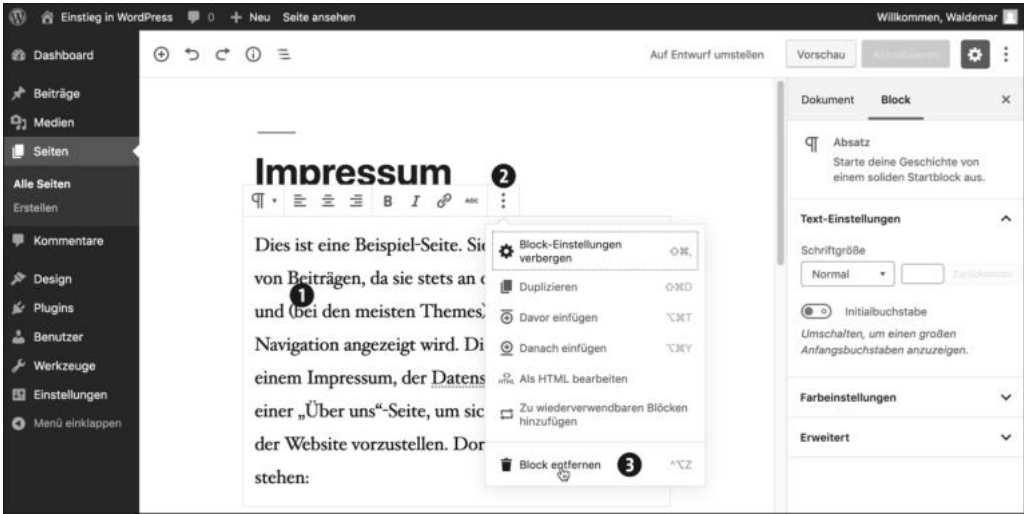 Einstieg in WordPress 0 + Neu Seite ansehen Willkommen, Waldemar
Dashboard
Beiträge
Medien
Seiten
Alle Seiten
Erstellen
Kommentare
Design
Plugins
Benutzer
Werkzeuge
Einstellungen
Menü einklappen
Auf Entwurf umstellen Vorschau Aktualisieren
Impressum
2
B I ABC
Dies ist eine Beispiel-Seite. Sie
von Beiträgen, da sie stets an
1
und (bei den meisten Themes)
Navigation angezeigt wird. Di
einem Impressum, der Datens
einer „Über uns“-Seite, um sic
der Website vorzustellen. Dor
stehen:
Block-Einstellungen
verbergen ⇧⌘,
Duplizieren ⇧⌘D
Davor einfügen ⌥⌘T
Danach einfügen ⌥⌘Y
HTML Als HTML bearbeiten
Zu wiederverwendbaren Blöcken
hinzufügen
Block entfernen 3 ^⌥Z
Dokument Block ×
Absatz
Starte deine Geschichte von
einem soliden Startblock aus.
Text-Einstellungen
Schriftgröße
Normal Zurücksetzen
Initialbuchstabe
Umschalten, um einen großen
Anfangsbuchstaben anzuzeigen.
Farbeinstellungen
Erweitert